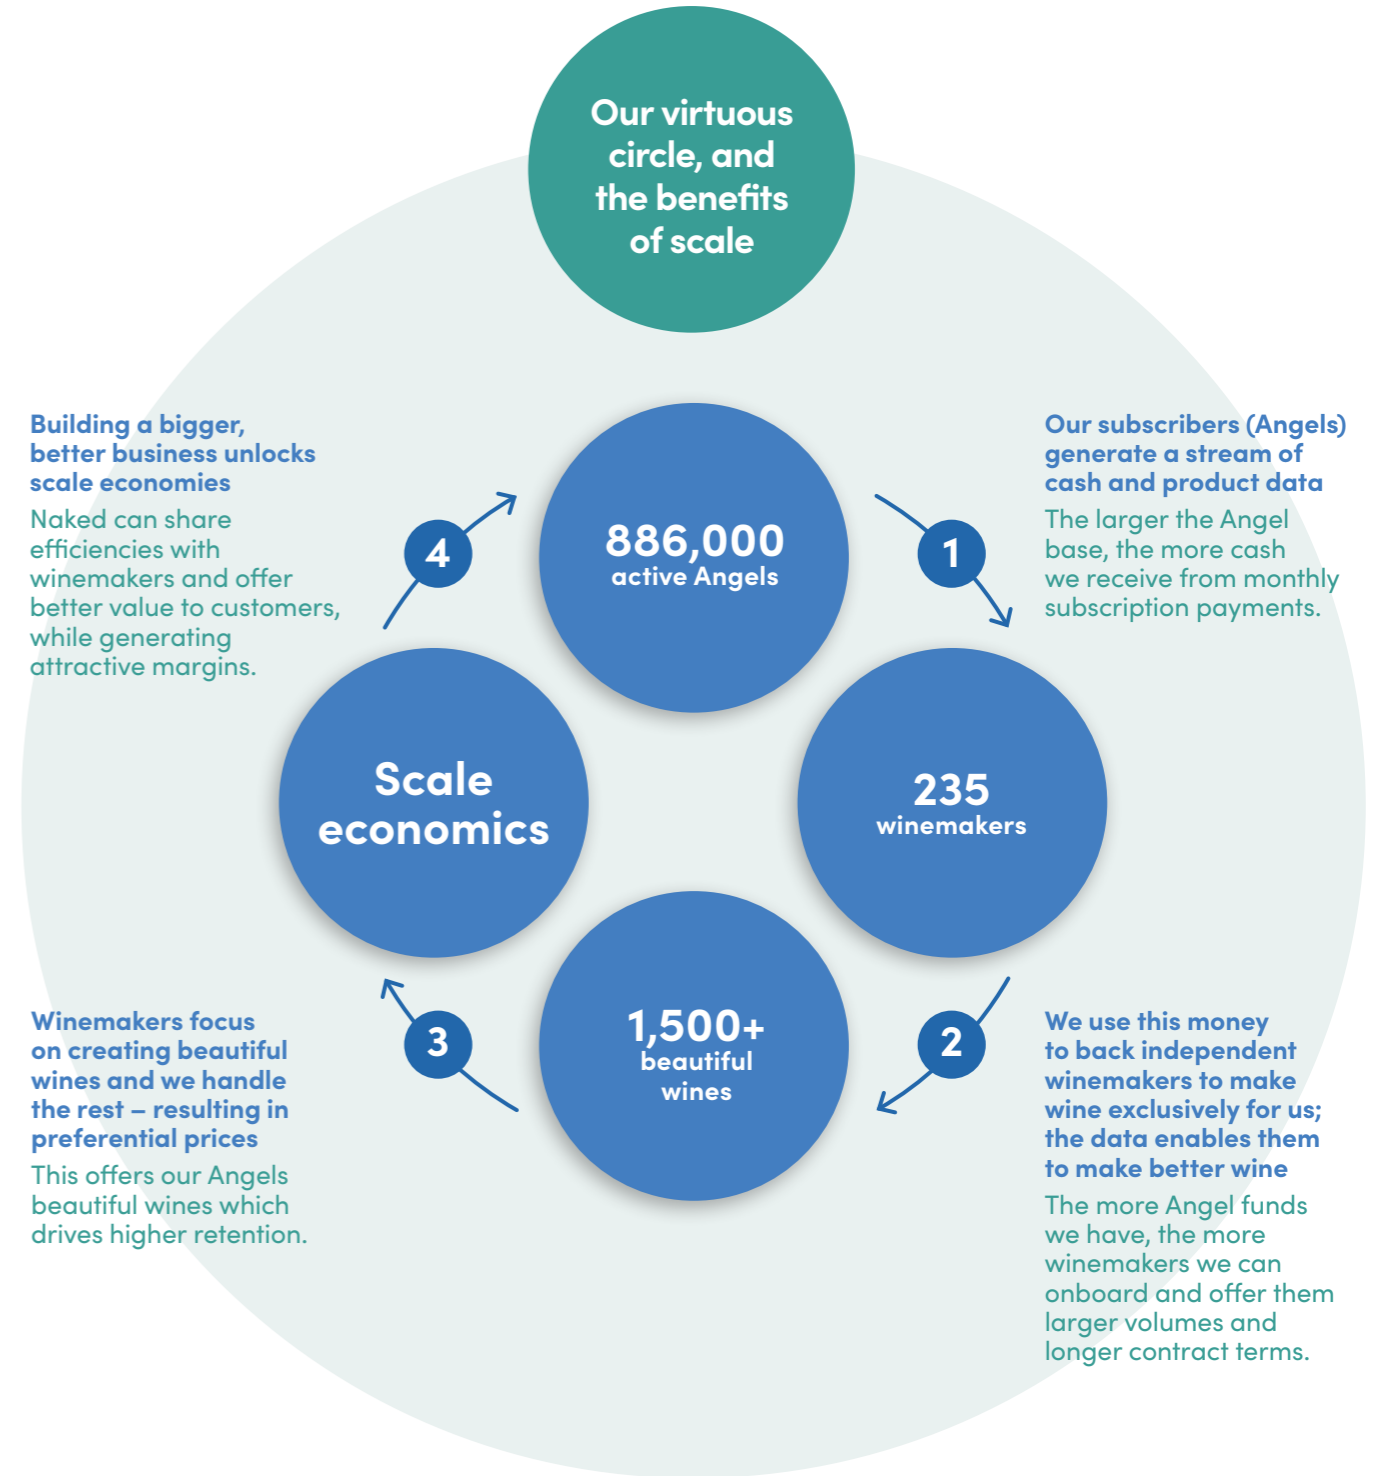 Our virtuous
circle, and
the benefits
of scale
886,000
active Angels
1
Our subscribers (Angels)
generate a stream of
cash and product data
The larger the Angel
base, the more cash
we receive from monthly
subscription payments.
235
winemakers
2
We use this money
to back independent
winemakers to make
wine exclusively for us;
the data enables them
to make better wine
The more Angel funds
we have, the more
winemakers we can
onboard and offer them
larger volumes and
longer contract terms.
1,500+
beautiful
wines
3
Winemakers focus
on creating beautiful
wines and we handle
the rest – resulting in
preferential prices
This offers our Angels
beautiful wines which
drives higher retention.
Scale
economics
4
Building a bigger,
better business unlocks
scale economies
Naked can share
efficiencies with
winemakers and offer
better value to customers,
while generating
attractive margins.